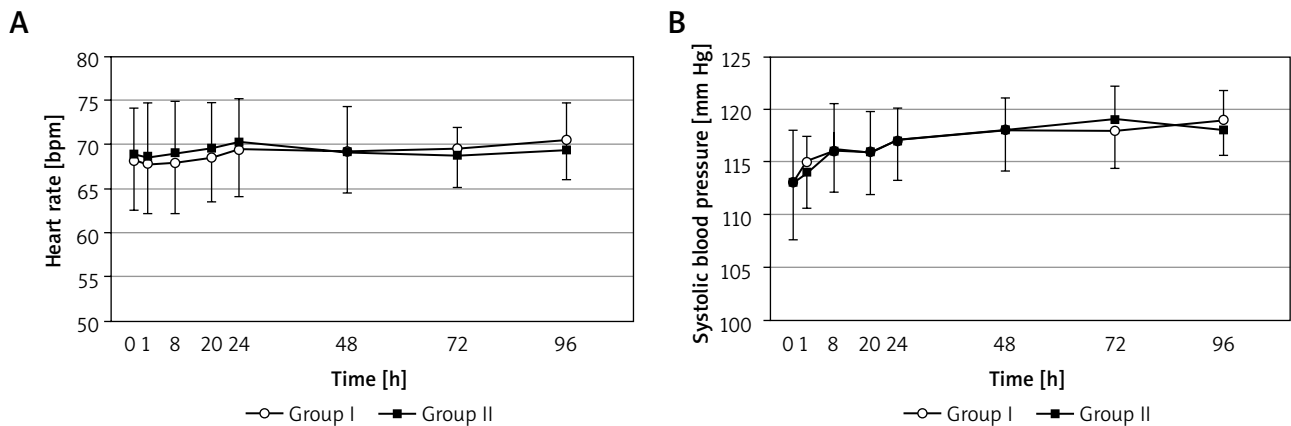 A
Heart rate [bpm]
80
75
70
65
60
55
50
0 1 8 20 24 48 72 96
Time [h]
Group I Group II
B
Systolic blood pressure [mm Hg]
125
120
115
110
105
100
0 1 8 20 24 48 72 96
Time [h]
Group I Group II